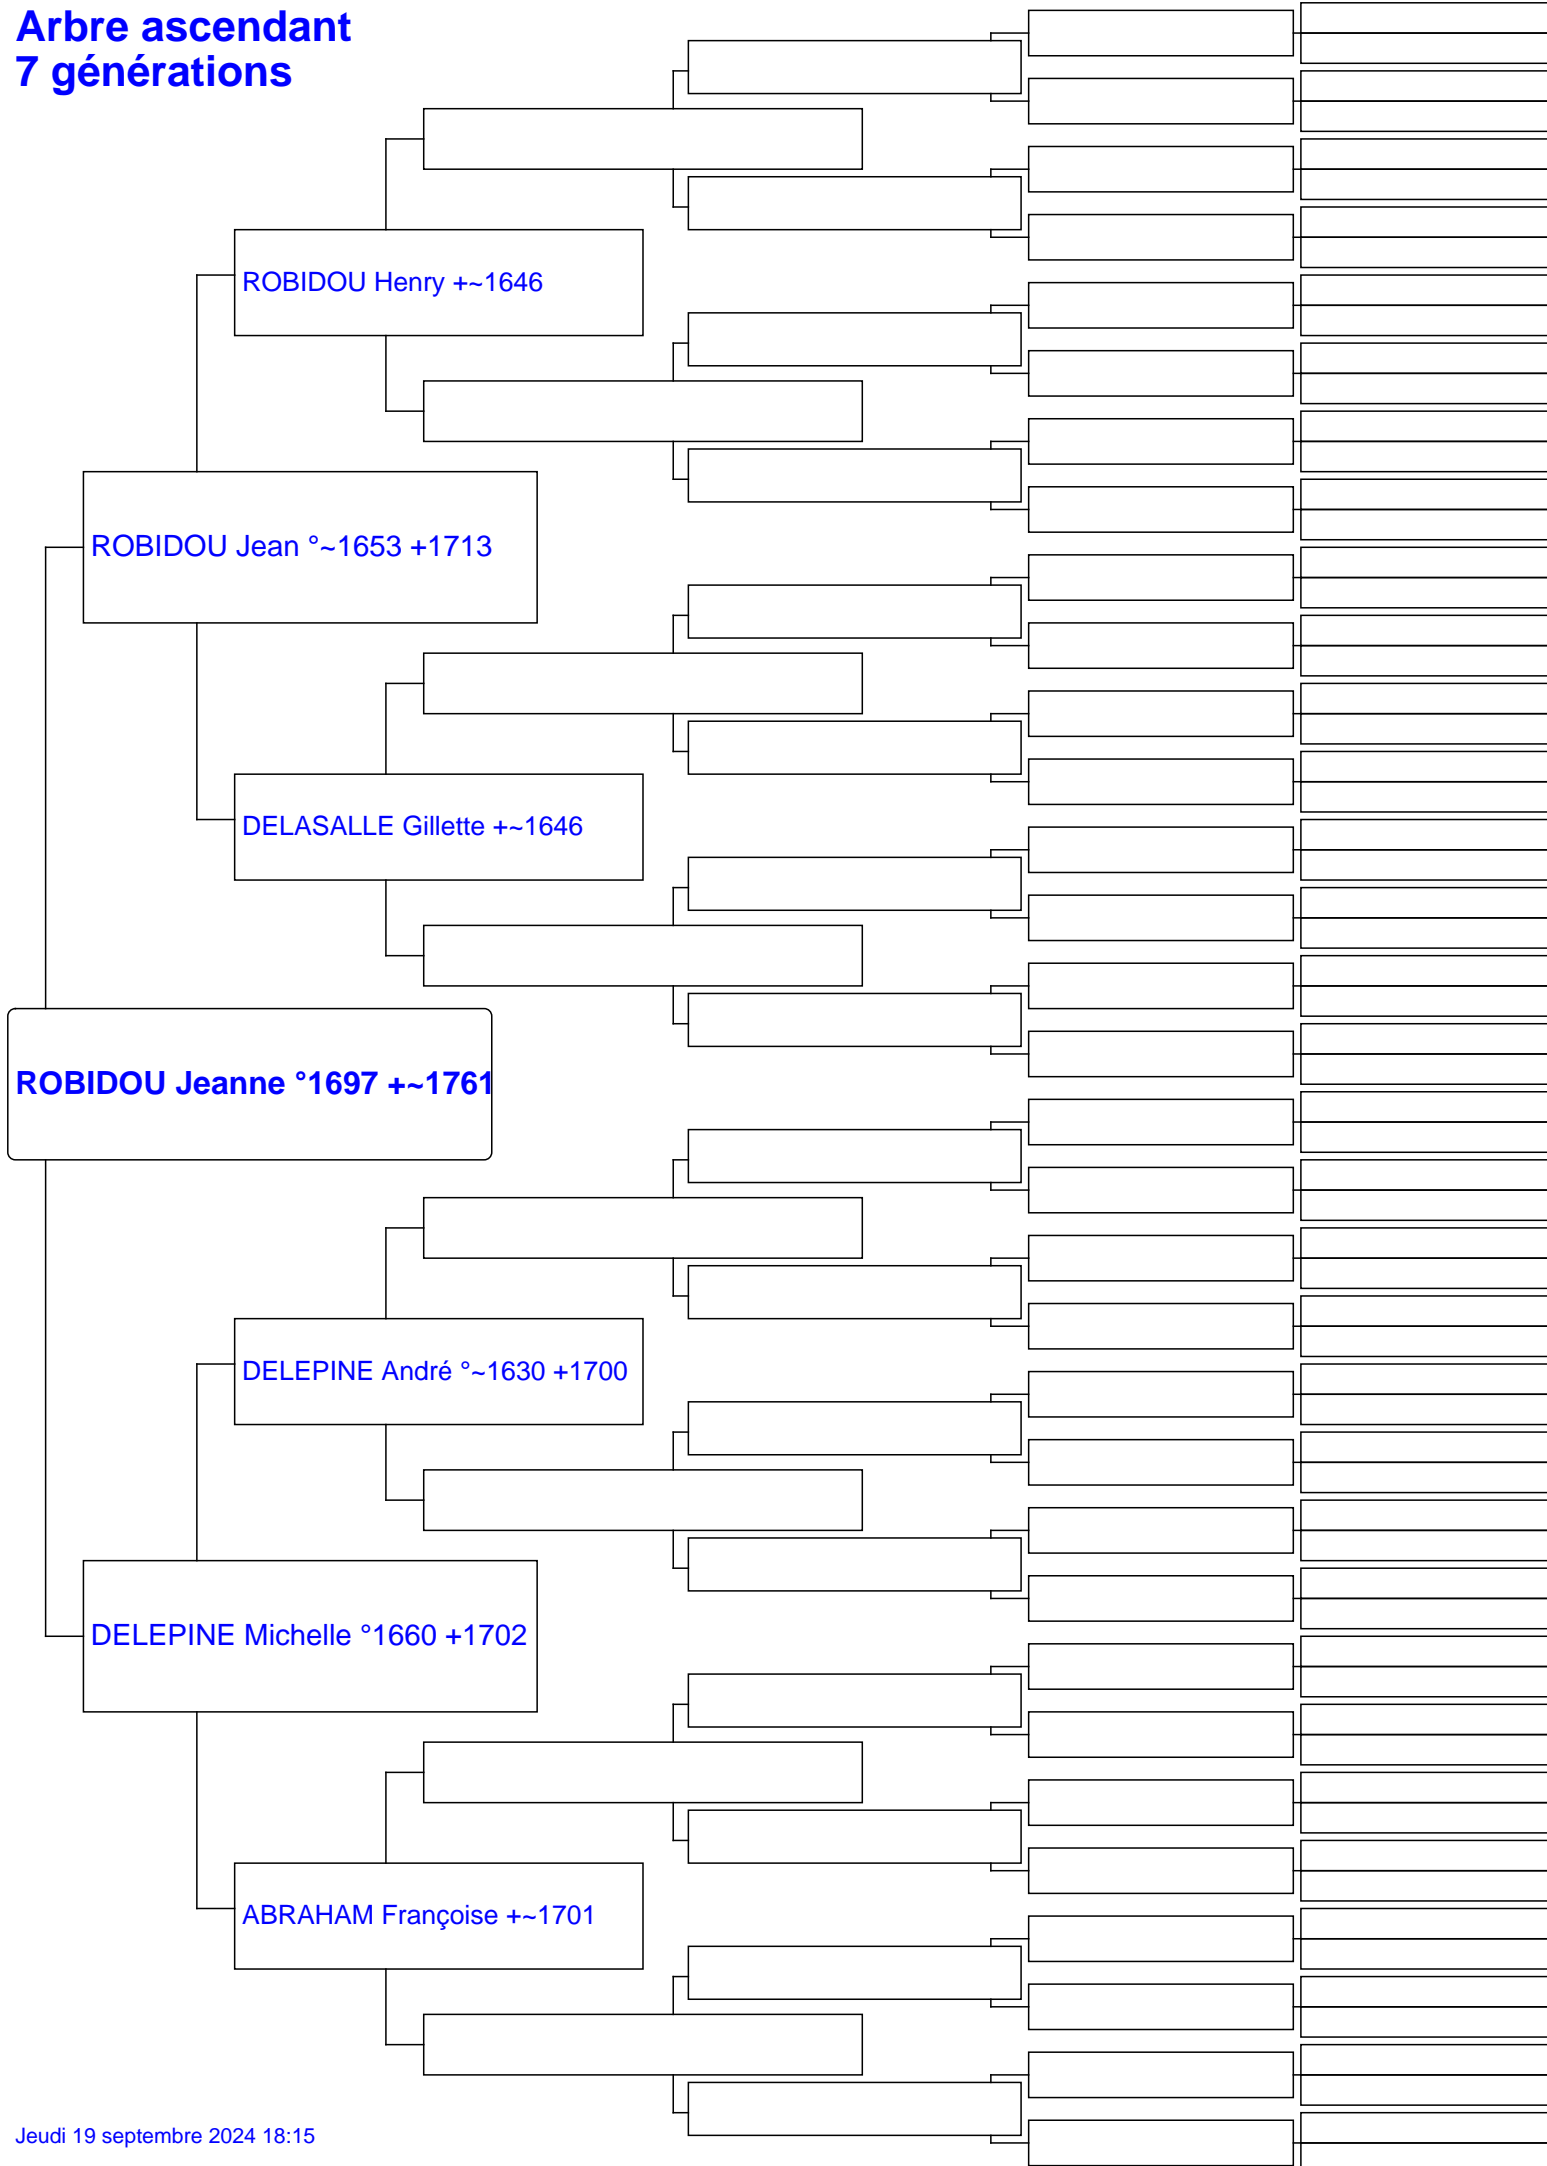 Arbre ascendant
7 générations
ROBIDOU Henry +~1646
ROBIDOU Jean °~1653 +1713
DELASALLE Gillette +~1646
ROBIDOU Jeanne °1697 +~1761
DELEPINE André °~1630 +1700
DELEPINE Michelle °1660 +1702
ABRAHAM Françoise +~1701
Jeudi 19 septembre 2024 18:15